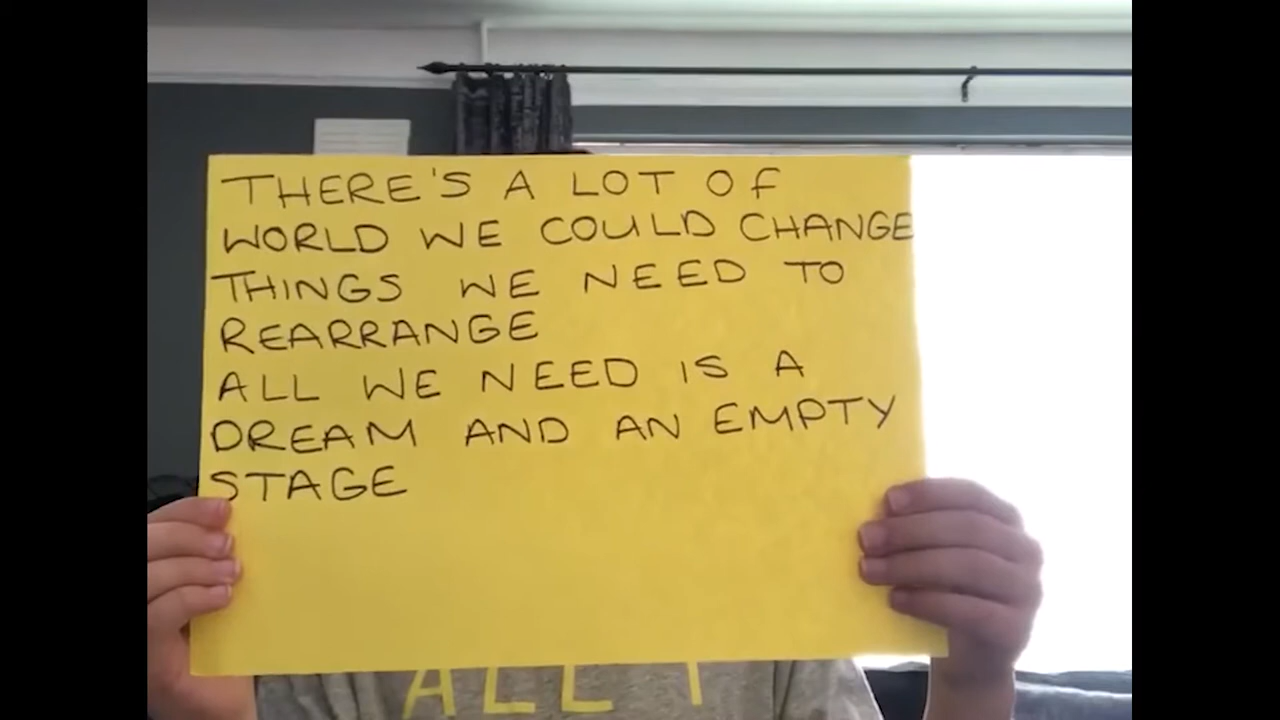 THERE'S A LOT OF
WORLD WE COULD CHANGE
THINGS WE NEED TO
REARRANGE
ALL WE NEED IS A
DREAM AND AN EMPTY
STAGE